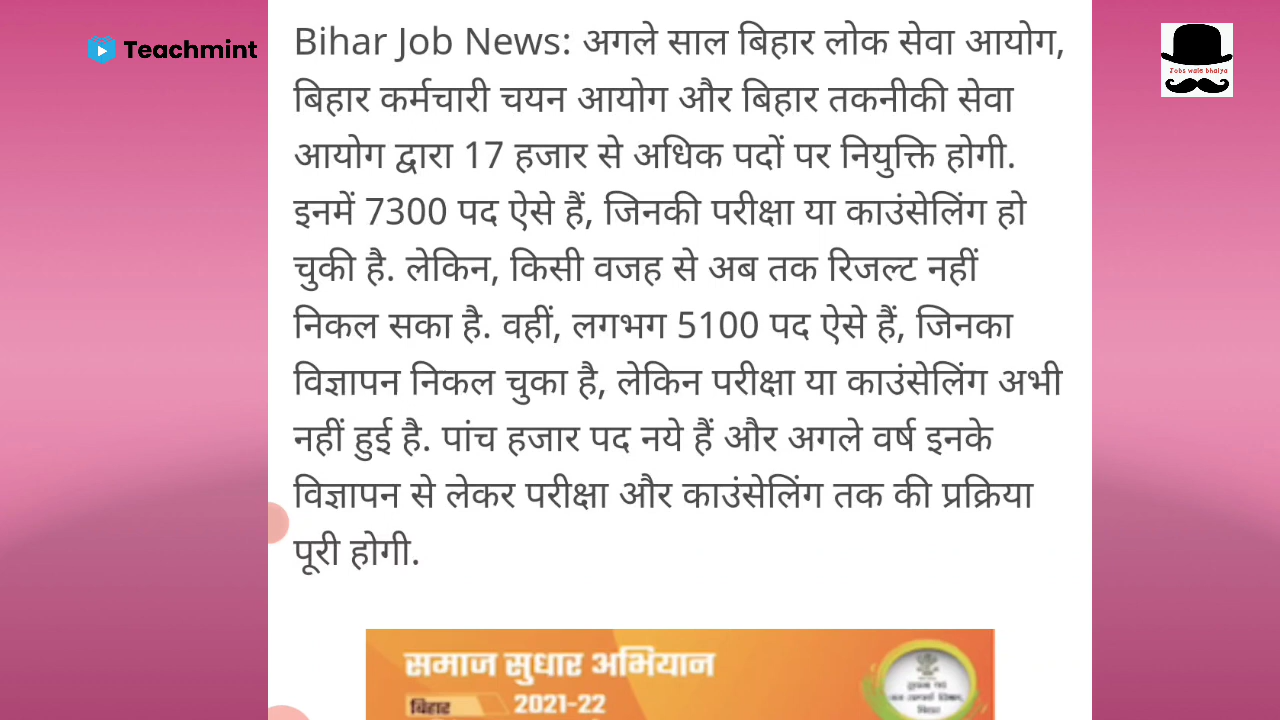 Teachmint
Jobs wale bhaiya
Bihar Job News: अगले साल बिहार लोक सेवा आयोग,
बिहार कर्मचारी चयन आयोग और बिहार तकनीकी सेवा
आयोग द्वारा 17 हजार से अधिक पदों पर नियुक्ति होगी.
इनमें 7300 पद ऐसे हैं, जिनकी परीक्षा या काउंसेलिंग हो
चुकी है. लेकिन, किसी वजह से अब तक रिजल्ट नहीं
निकल सका है. वहीं, लगभग 5100 पद ऐसे हैं, जिनका
विज्ञापन निकल चुका है, लेकिन परीक्षा या काउंसेलिंग अभी
नहीं हुई है. पांच हजार पद नये हैं और अगले वर्ष इनके
विज्ञापन से लेकर परीक्षा और काउंसेलिंग तक की प्रक्रिया
पूरी होगी.
समाज सुधार अभियान
बिहार 2021-22